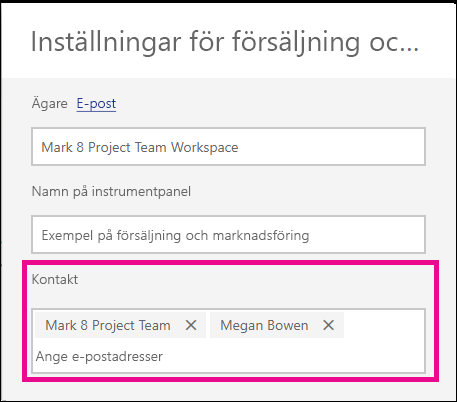 Inställningar för försäljning oc...
Ägare E-post
Mark 8 Project Team Workspace
Namn på instrumentpanel
Exempel på försäljning och marknadsföring
Kontakt
Mark 8 Project Team × Megan Bowen ×
Ange e-postadresser